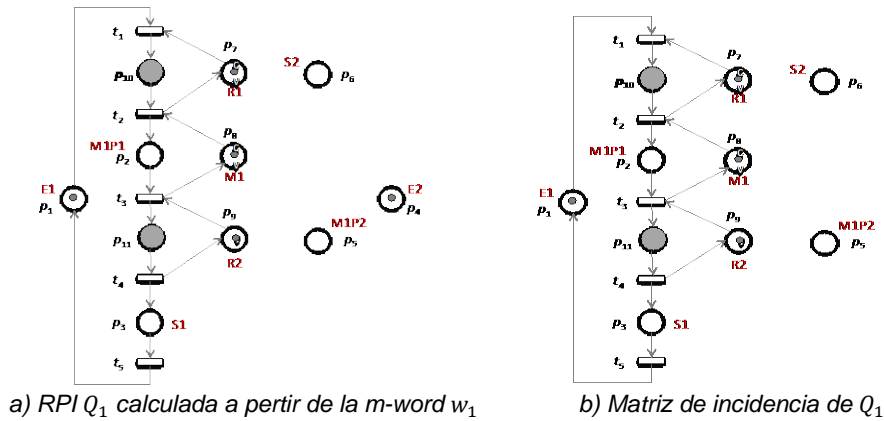 t₁
p₇
S2
p₁₀
p₆
R1
t₂
p₈
M1P1
p₂
M1
E1
E2
t₃
p₁
p₄
p₉
M1P2
p₁₁
p₅
R2
t₄
p₃
S1
t₅
a) RPI Q₁ calculada a pertir de la m-word w₁
t₁
p₇
S2
p₁₀
p₆
R1
t₂
p₈
M1P1
p₂
M1
E1
t₃
p₁
p₉
M1P2
p₁₁
p₅
R2
t₄
p₃
S1
t₅
b) Matriz de incidencia de Q₁